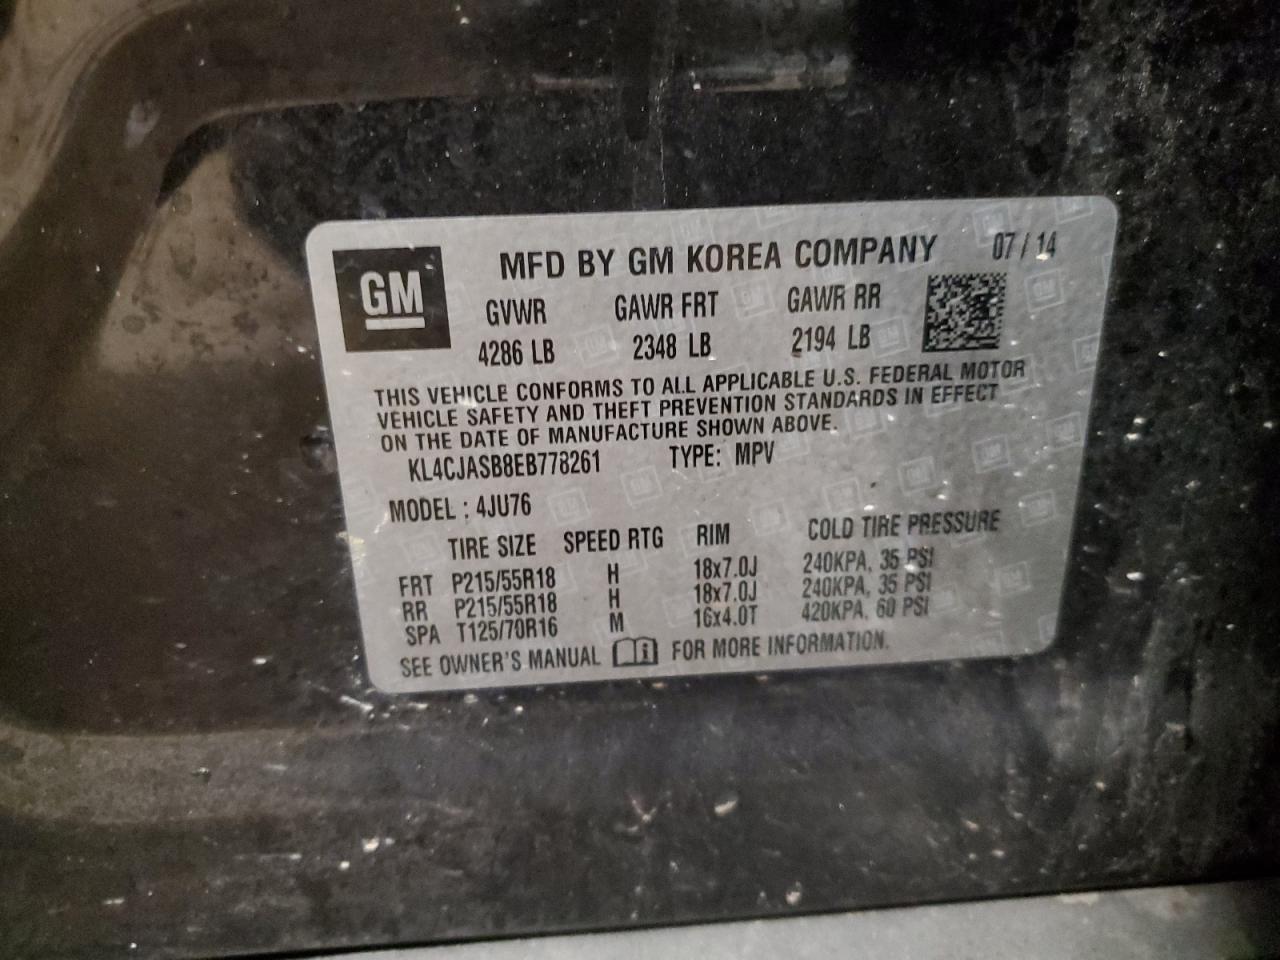 GM
MFD BY GM KOREA COMPANY 07 / 14
GVWR GAWR FRT GAWR RR
4286 LB 2348 LB 2194 LB
THIS VEHICLE CONFORMS TO ALL APPLICABLE U.S. FEDERAL MOTOR
VEHICLE SAFETY AND THEFT PREVENTION STANDARDS IN EFFECT
ON THE DATE OF MANUFACTURE SHOWN ABOVE.
KL4CJASB8EB778261 TYPE: MPV
MODEL : 4JU76
TIRE SIZE SPEED RTG RIM COLD TIRE PRESSURE
FRT P215/55R18 H 18x7.0J 240KPA, 35 PSI
RR P215/55R18 H 18x7.0J 240KPA, 35 PSI
SPA T125/70R16 M 16x4.0T 420KPA, 60 PSI
SEE OWNER'S MANUAL i FOR MORE INFORMATION.